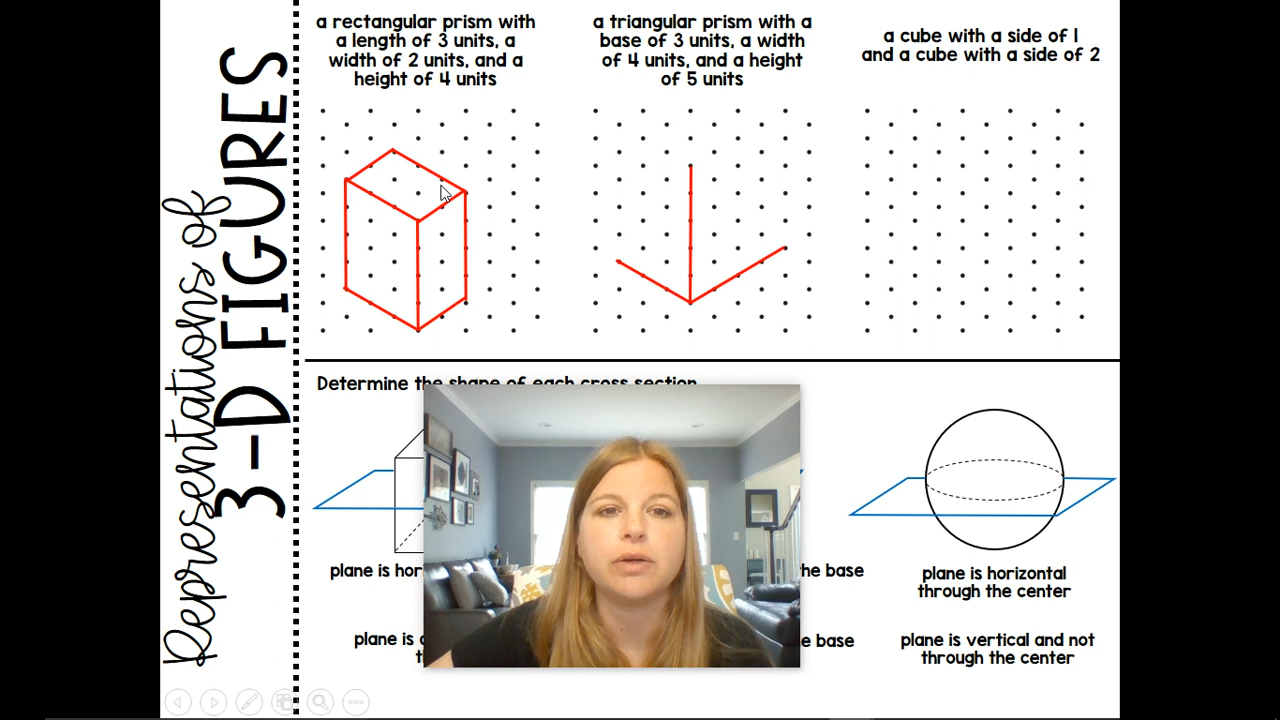 Representations of
3-D FIGURES
a rectangular prism with
a length of 3 units, a
width of 2 units, and a
height of 4 units
a triangular prism with a
base of 3 units, a width
of 4 units, and a height
of 5 units
a cube with a side of 1
and a cube with a side of 2
Determine the shape of each cross section.
plane is
the base
plane is horizontal
through the center
plane is
base
plane is vertical and not
through the center